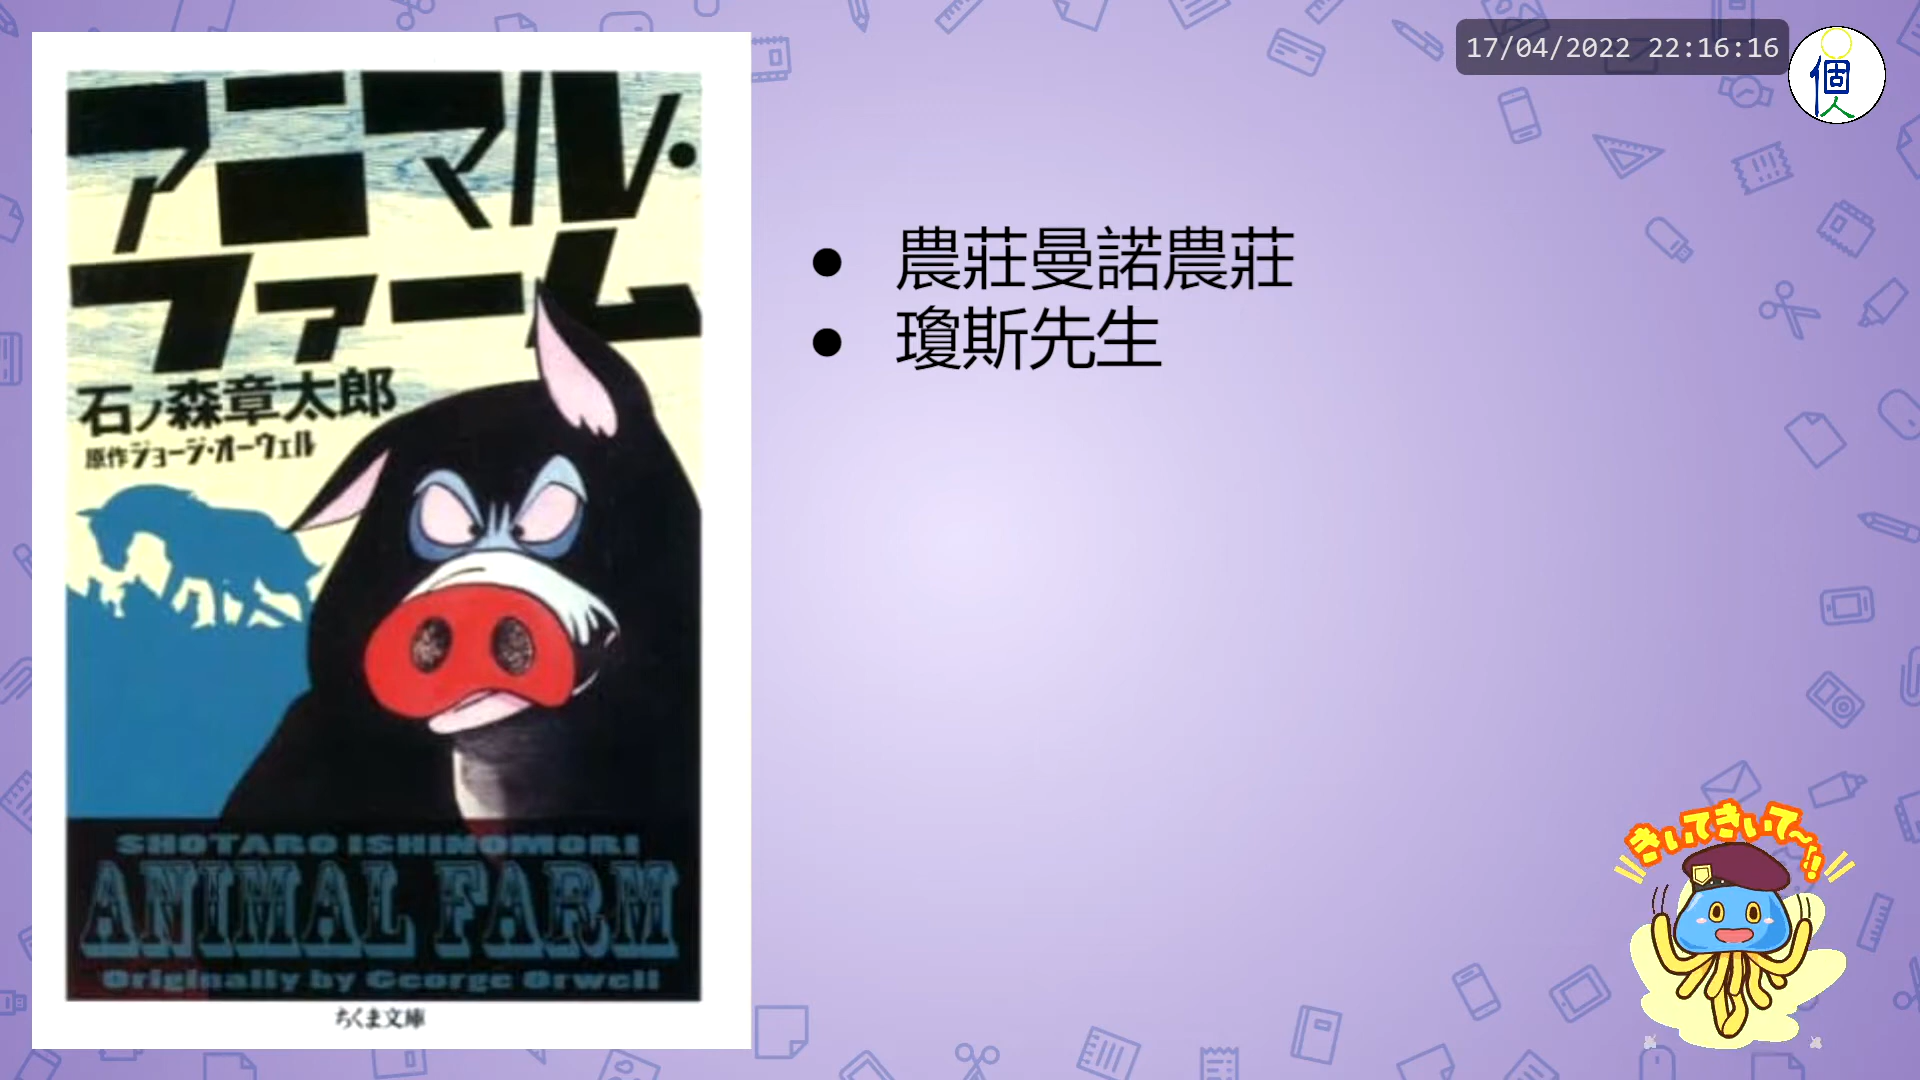 アニマル・
ファーム
石ノ森章太郎
原作ジョージ・オーウェル
SHOTARO ISHINOMORI
ANIMAL FARM
Originally by George Orwell
ちくま文庫
● 農莊曼諾農莊
● 瓊斯先生
17/04/2022 22:16:16
個人
きいてきいて〜!!